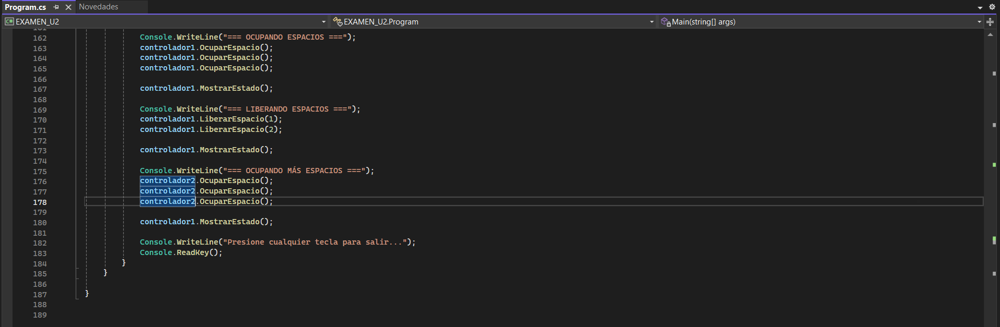 Program.cs
Novedades
C# EXAMEN_U2
EXAMEN_U2.Program
Main(string[] args)
161
162 Console.WriteLine("=== OCUPANDO ESPACIOS ===");
163 controlador1.OcuparEspacio();
164 controlador1.OcuparEspacio();
165 controlador1.OcuparEspacio();
166
167 controlador1.MostrarEstado();
168
169 Console.WriteLine("=== LIBERANDO ESPACIOS ===");
170 controlador1.LiberarEspacio(1);
171 controlador1.LiberarEspacio(2);
172
173 controlador1.MostrarEstado();
174
175 Console.WriteLine("=== OCUPANDO MÁS ESPACIOS ===");
176 controlador2.OcuparEspacio();
177 controlador2.OcuparEspacio();
178 controlador2.OcuparEspacio();
179
180 controlador1.MostrarEstado();
181
182 Console.WriteLine("Presione cualquier tecla para salir...");
183 Console.ReadKey();
184 }
185 }
186
187 }
188
189